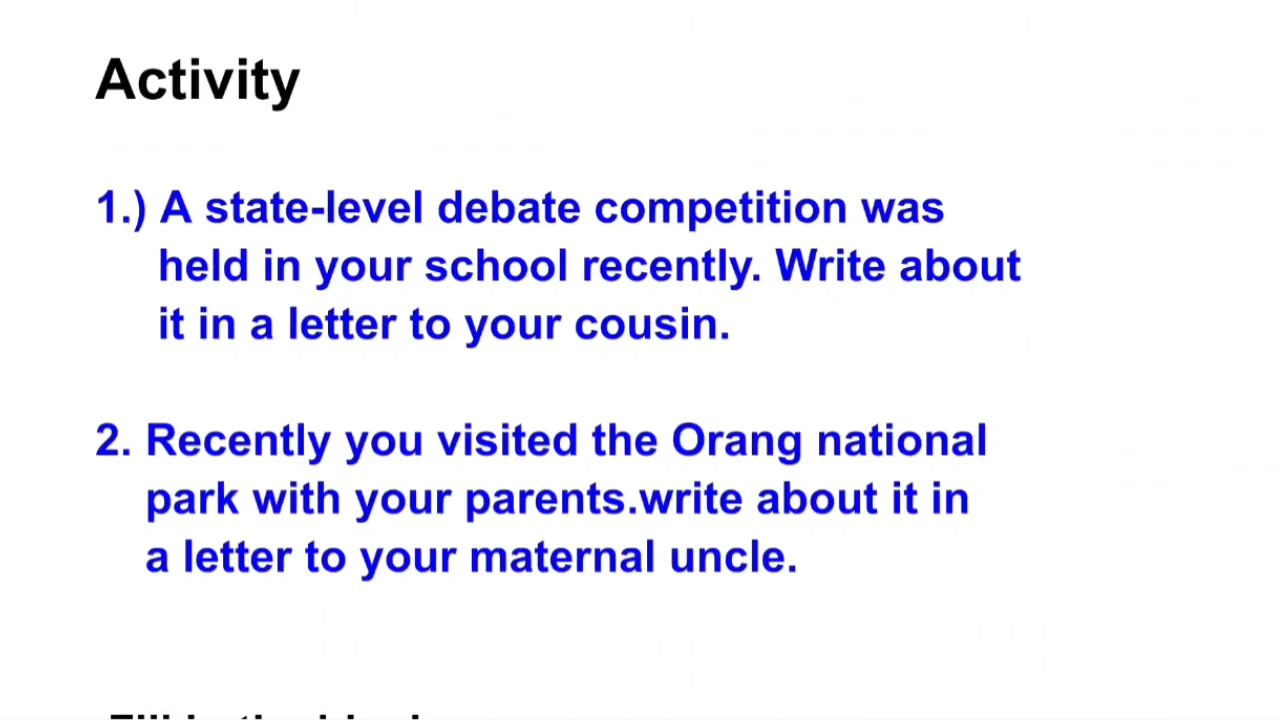 Activity
1.) A state-level debate competition was
held in your school recently. Write about
it in a letter to your cousin.
2. Recently you visited the Orang national
park with your parents.write about it in
a letter to your maternal uncle.